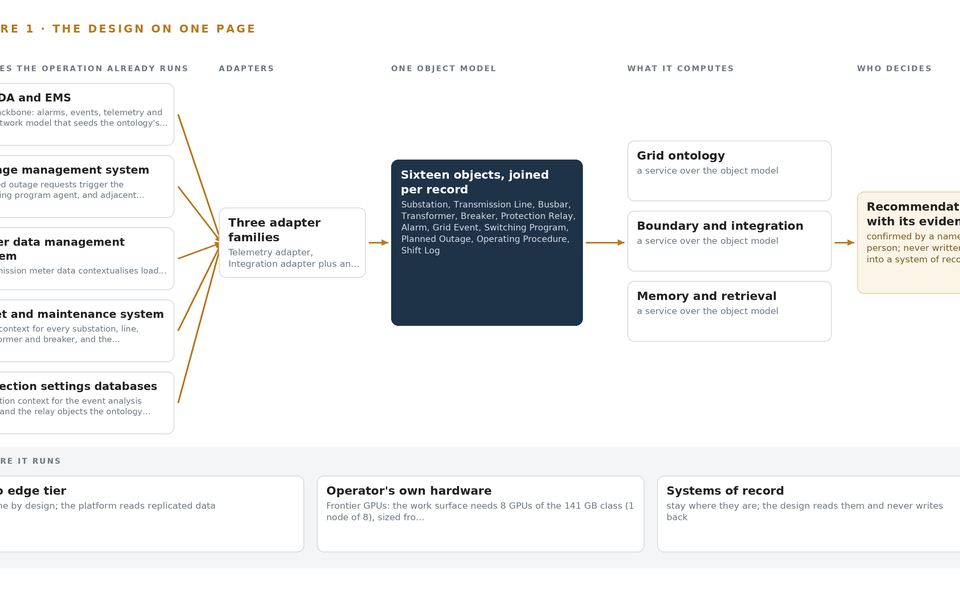 RE 1 · THE DESIGN ON ONE PAGE
ES THE OPERATION ALREADY RUNS
DA and EMS
ckbone: alarms, events, telemetry and
twork model that seeds the ontology's...
ge management system
ed outage requests trigger the
ing program agent, and adjacent...
er data management
em
mission meter data contextualises load...
et and maintenance system
context for every substation, line,
ormer and breaker, and the...
ection settings databases
tion context for the event analysis
and the relay objects the ontology...
ADAPTERS
Three adapter
families
Telemetry adapter,
Integration adapter plus an...
ONE OBJECT MODEL
Sixteen objects, joined
per record
Substation, Transmission Line, Busbar,
Transformer, Breaker, Protection Relay,
Alarm, Grid Event, Switching Program,
Planned Outage, Operating Procedure,
Shift Log
WHAT IT COMPUTES
Grid ontology
a service over the object model
Boundary and integration
a service over the object model
Memory and retrieval
a service over the object model
WHO DECIDES
Recommendat
with its eviden
confirmed by a name
person; never writte
into a system of reco
RE IT RUNS
o edge tier
ne by design; the platform reads replicated data
Operator's own hardware
Frontier GPUs: the work surface needs 8 GPUs of the 141 GB class (1
node of 8), sized fro...
Systems of record
stay where they are; the design reads them and never writes
back